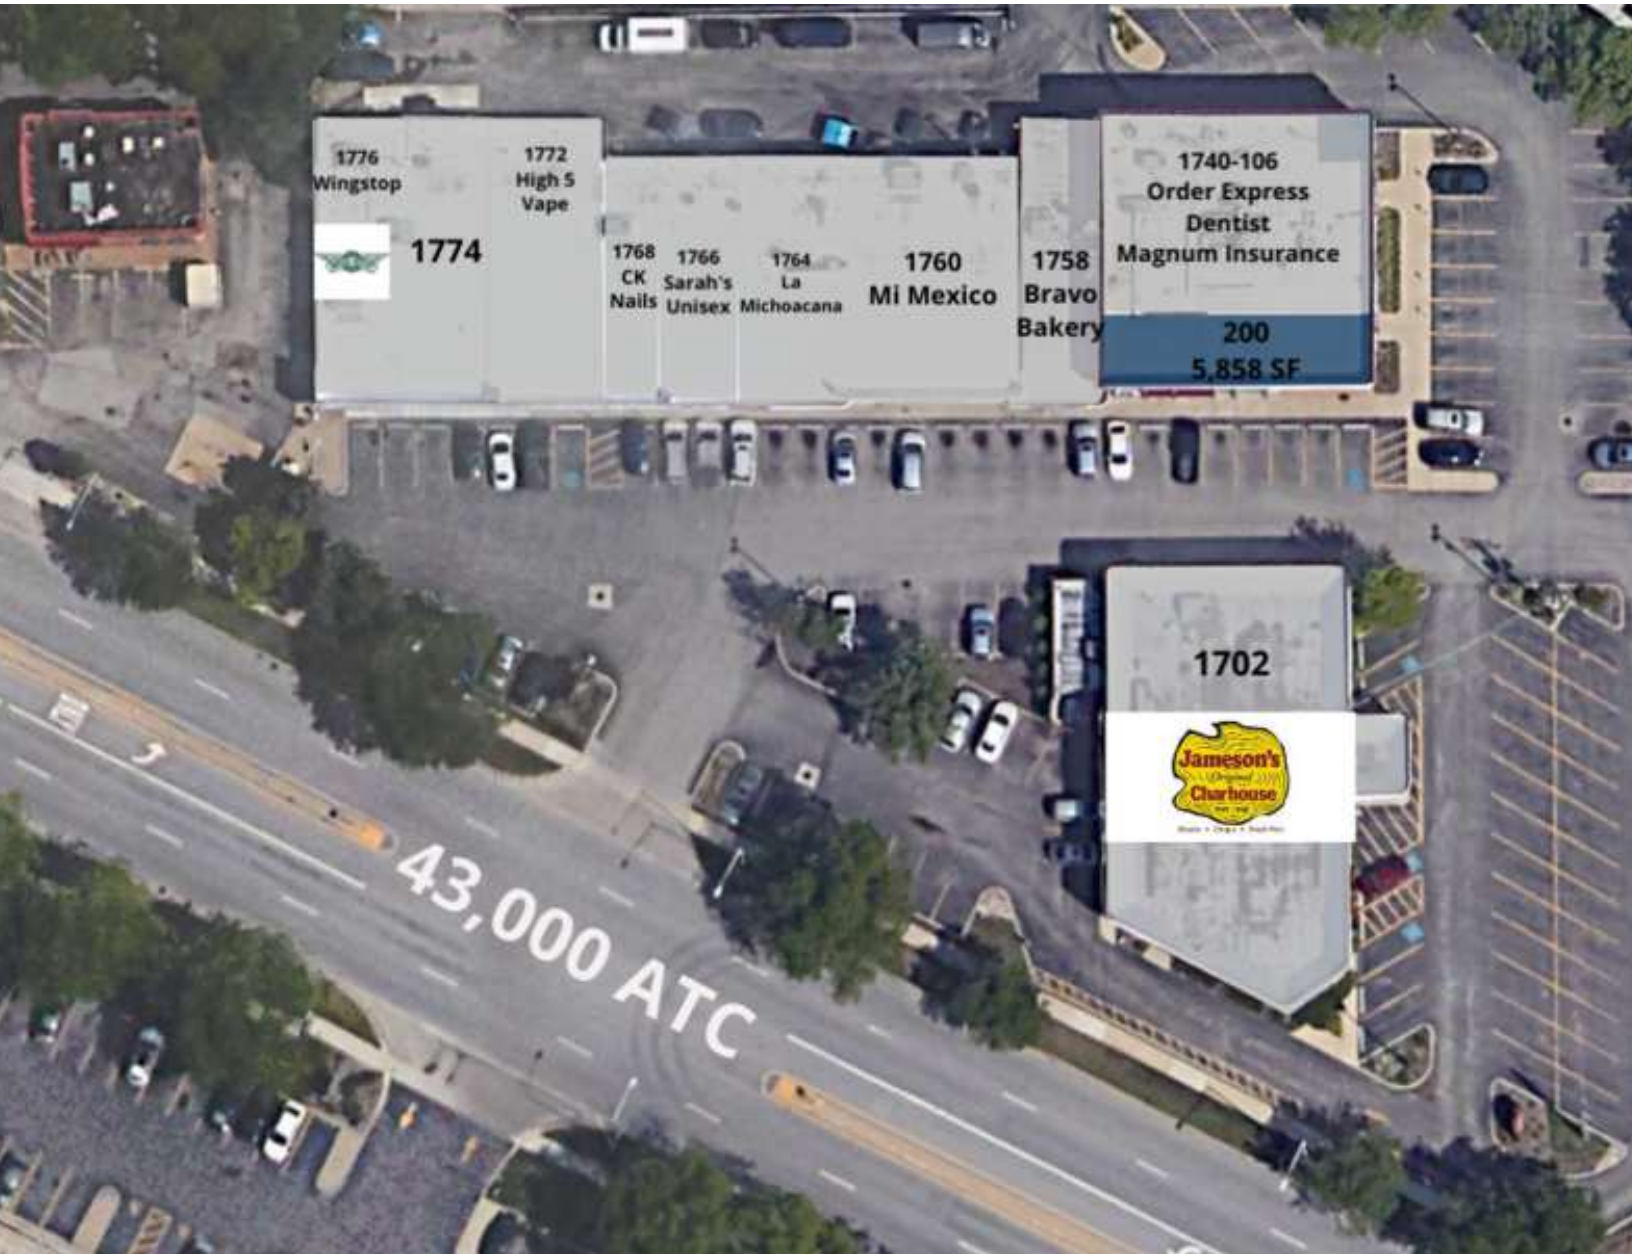 1776
Wingstop
1774
1772
High 5
Vape
1768
CK
Nails
1766
Sarah's
Unisex
1764
La
Michoacana
1760
Mi Mexico
1758
Bravo
Bakery
1740-106
Order Express
Dentist
Magnum Insurance
200
5,858 SF
1702
Jameson's
Original
Charhouse
43,000 ATC